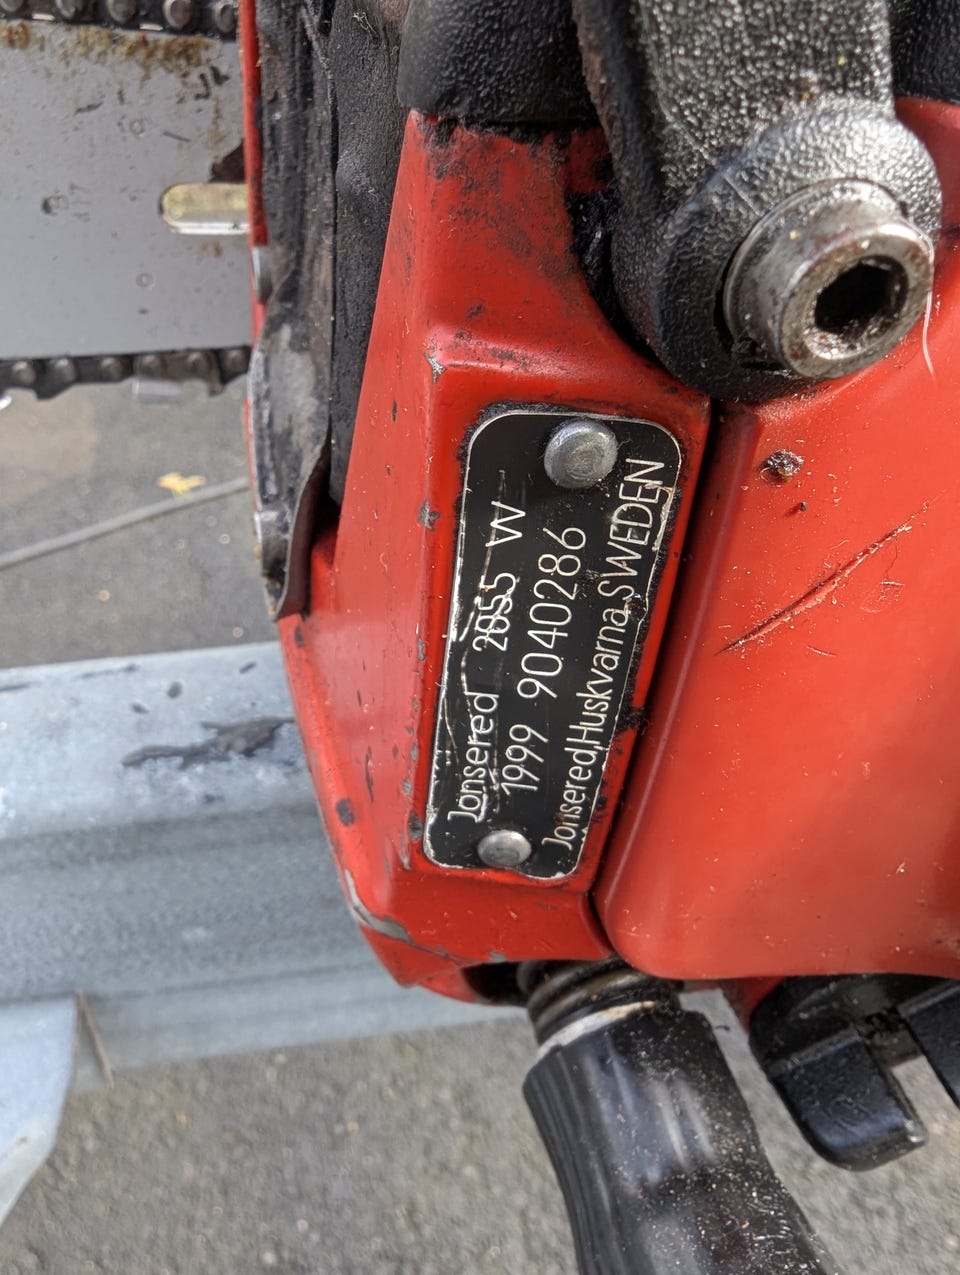 Jonsered 2055 W
1999 9040286
Jonsered,Huskvarna,SWEDEN